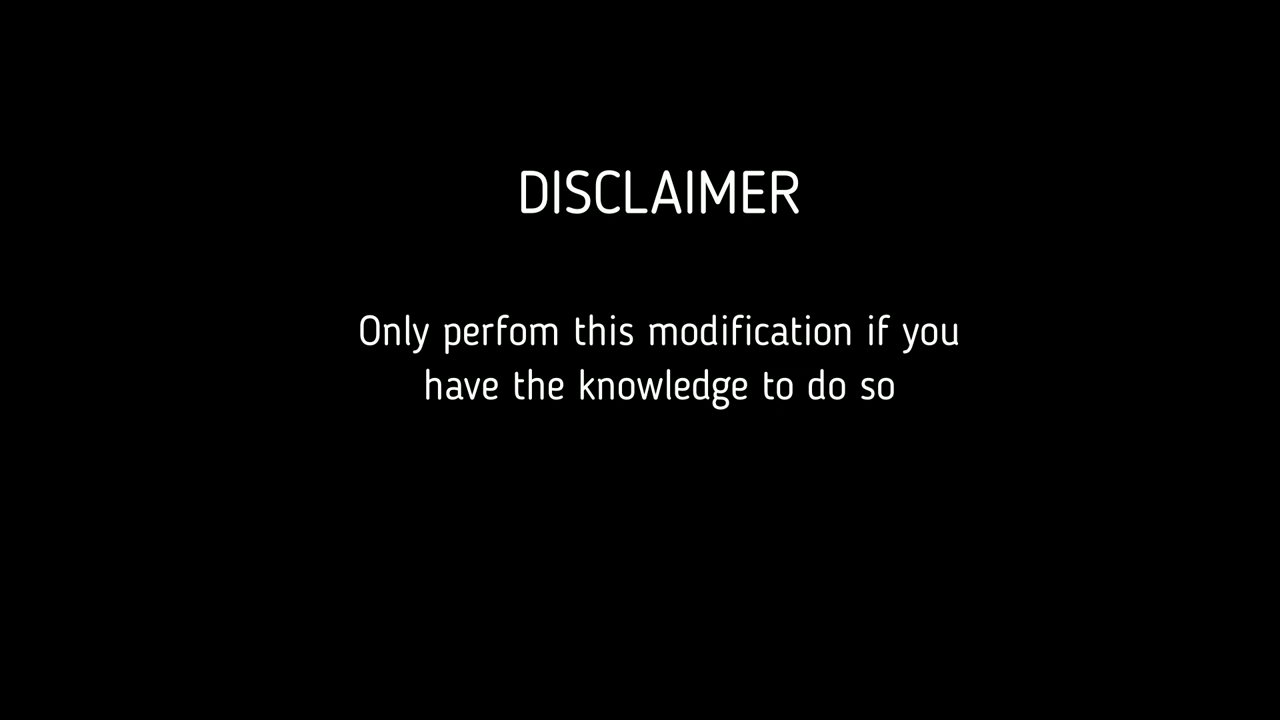 DISCLAIMER
Only perfom this modification if you
have the knowledge to do so